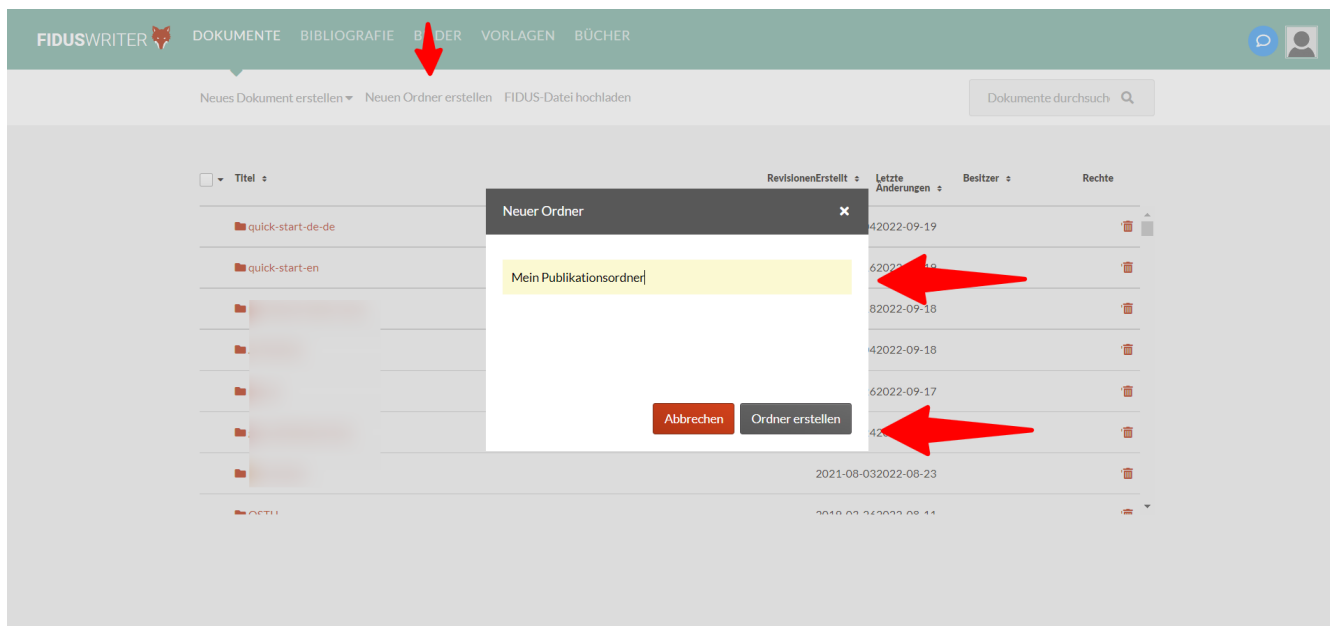 FIDUSWRITER DOKUMENTE BIBLIOGRAFIE VORLAGEN BÜCHER
Neues Dokument erstellen Neuen Ordner erstellen FIDUS-Datei hochladen Dokumente durchsuch
Titel Revisionen Erstellt Letzte Änderungen Besitzer Rechte
Neuer Ordner
quick-start-de-de 2022-09-19
quick-start-en
Mein Publikationsordner
2022-09-18
2022-09-18
2022-09-17
Abbrechen Ordner erstellen
2021-08-03 2022-08-23